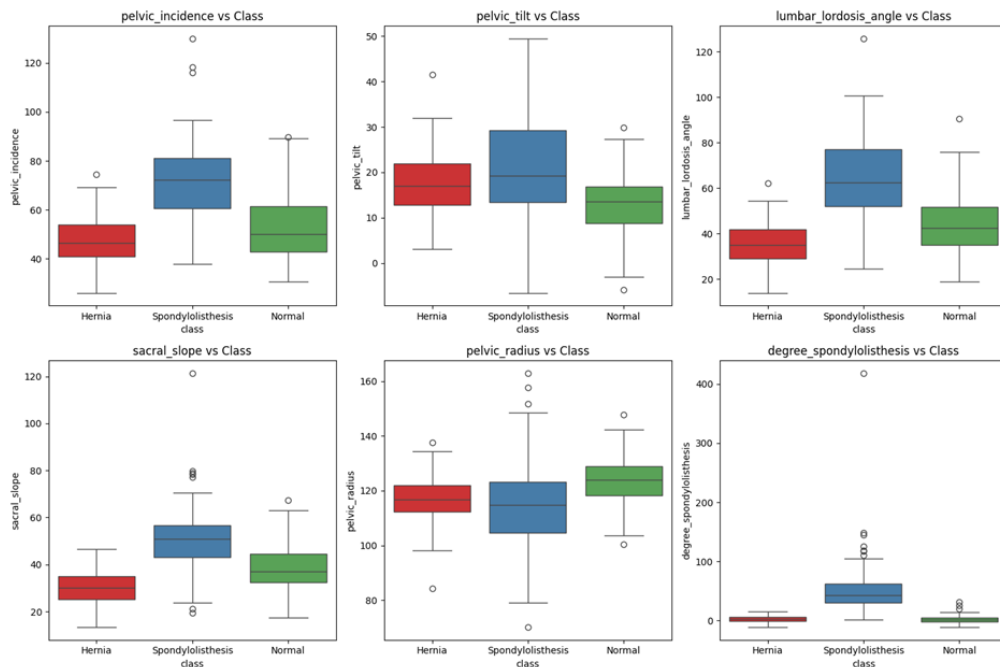 pelvic_incidence vs Class
pelvic_incidence
120
100
80
60
40
Hernia Spondylolisthesis Normal
class
pelvic_tilt vs Class
pelvic_tilt
50
40
30
20
10
0
Hernia Spondylolisthesis Normal
class
lumbar_lordosis_angle vs Class
lumbar_lordosis_angle
120
100
80
60
40
20
Hernia Spondylolisthesis Normal
class
sacral_slope vs Class
sacral_slope
120
100
80
60
40
20
Hernia Spondylolisthesis Normal
class
pelvic_radius vs Class
pelvic_radius
160
140
120
100
80
Hernia Spondylolisthesis Normal
class
degree_spondylolisthesis vs Class
degree_spondylolisthesis
400
300
200
100
0
Hernia Spondylolisthesis Normal
class